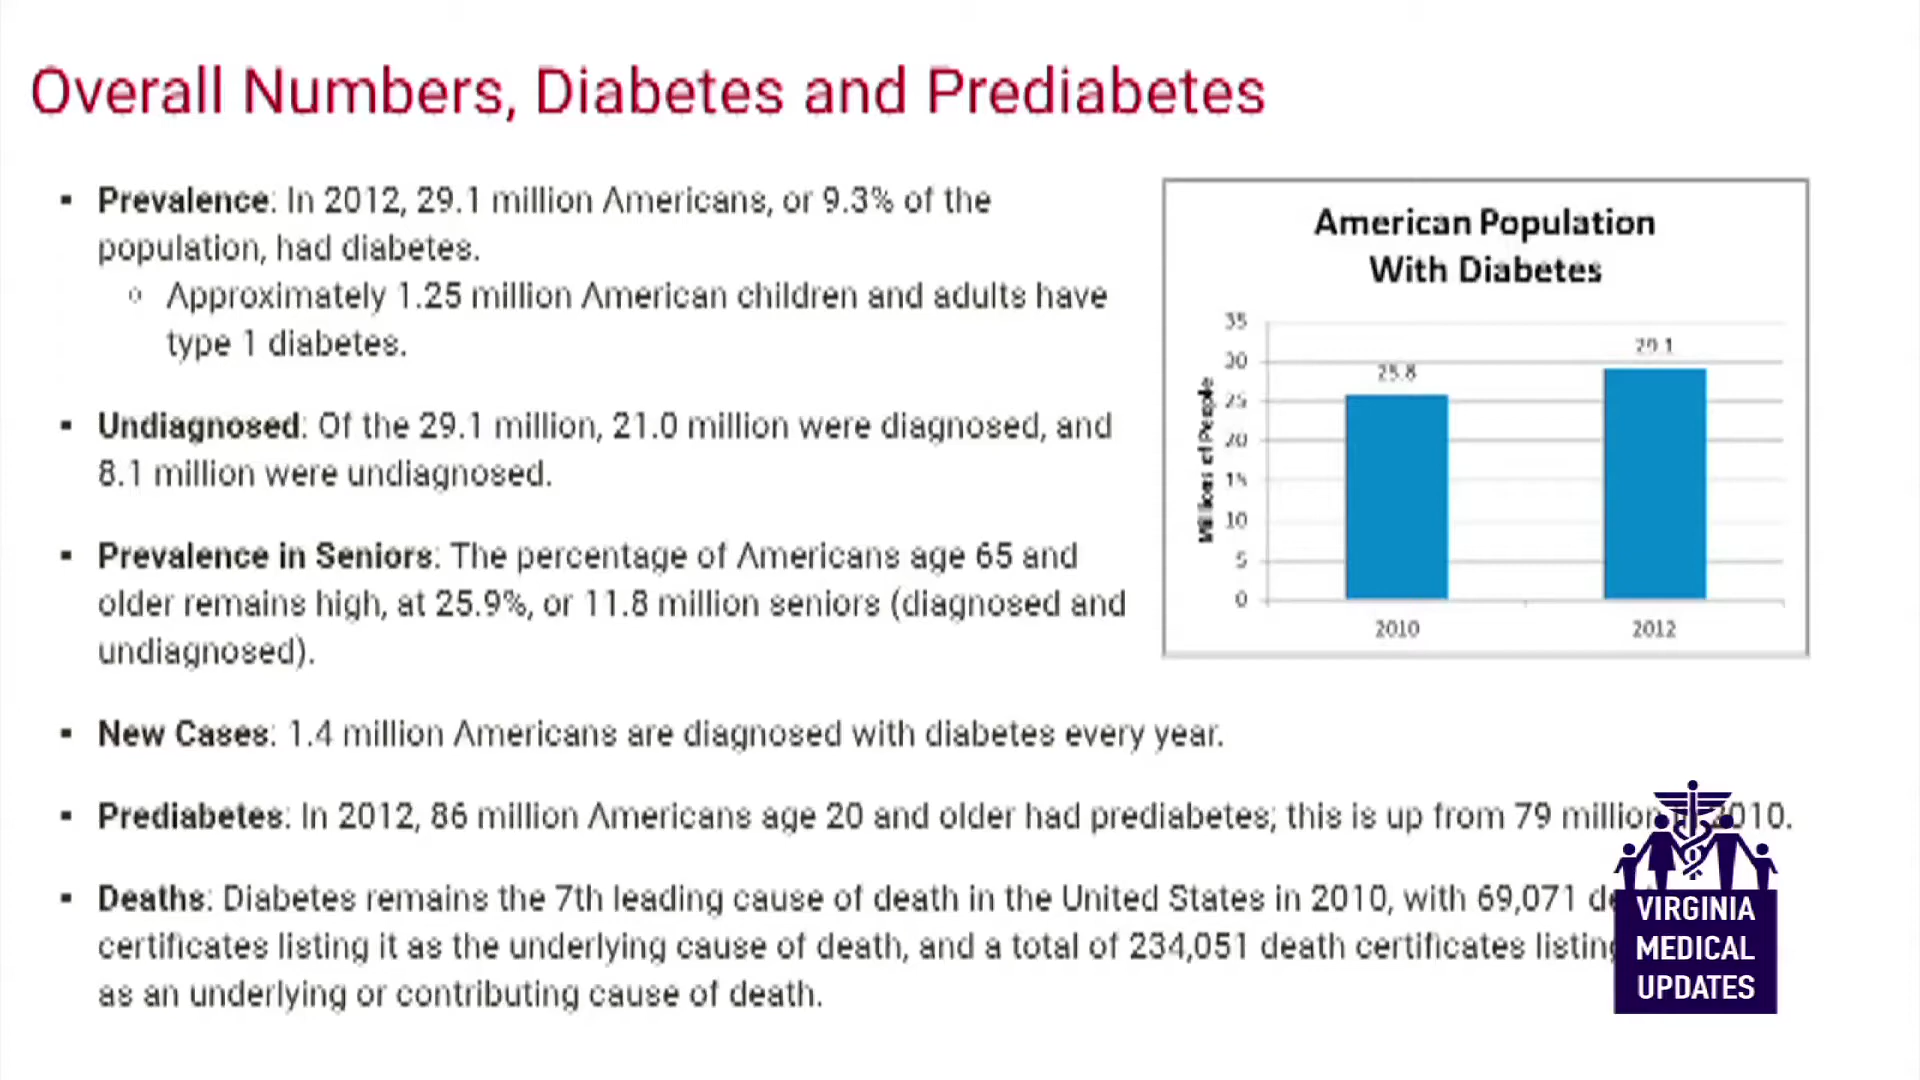 Overall Numbers, Diabetes and Prediabetes
▪ Prevalence: In 2012, 29.1 million Americans, or 9.3% of the
population, had diabetes.
○ Approximately 1.25 million American children and adults have
type 1 diabetes.
▪ Undiagnosed: Of the 29.1 million, 21.0 million were diagnosed, and
8.1 million were undiagnosed.
▪ Prevalence in Seniors: The percentage of Americans age 65 and
older remains high, at 25.9%, or 11.8 million seniors (diagnosed and
undiagnosed).
▪ New Cases: 1.4 million Americans are diagnosed with diabetes every year.
▪ Prediabetes: In 2012, 86 million Americans age 20 and older had prediabetes; this is up from 79 million 2010.
▪ Deaths: Diabetes remains the 7th leading cause of death in the United States in 2010, with 69,071
certificates listing it as the underlying cause of death, and a total of 234,051 death certificates listing
as an underlying or contributing cause of death.
American Population
With Diabetes
Millions of People
35
30
25
20
15
10
5
0
25.8
29.1
2010
2012
VIRGINIA
MEDICAL
UPDATES